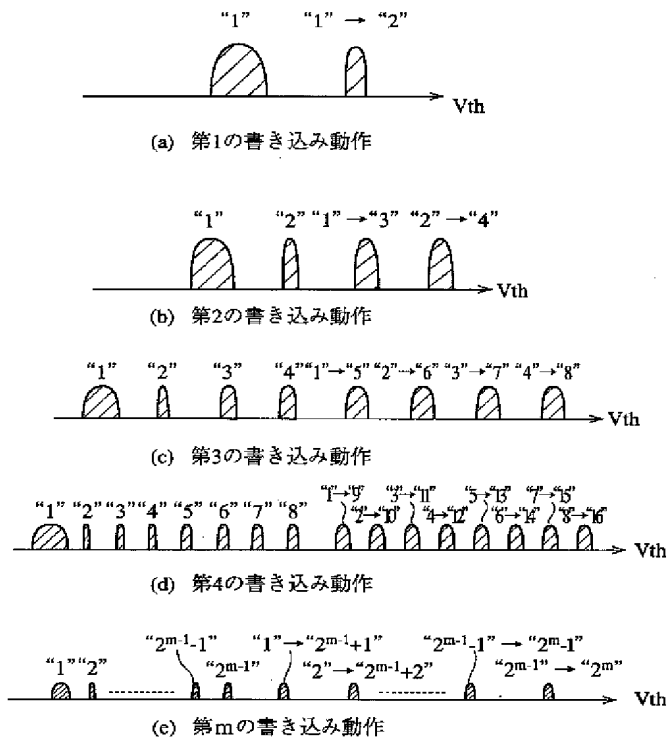 “1” “1” → “2”
Vth
(a) 第1の書き込み動作
“1” “2” “1” → “3” “2” → “4”
Vth
(b) 第2の書き込み動作
“1” “2” “3” “4” “1”→“5” “2”→“6” “3”→“7” “4”→“8”
Vth
(c) 第3の書き込み動作
“1”→“9” “3”→“11” “5”→“13” “7”→“15”
“1” “2” “3” “4” “5” “6” “7” “8” “2”→“10” “4”→“12” “6”→“14” “8”→“16”
Vth
(d) 第4の書き込み動作
“2ᵐ⁻¹-1” “1”→“2ᵐ⁻¹+1” “2ᵐ⁻¹-1” → “2ᵐ-1”
“1” “2” “2ᵐ⁻¹” “2”→“2ᵐ⁻¹+2” “2ᵐ⁻¹” → “2ᵐ”
Vth
(e) 第mの書き込み動作